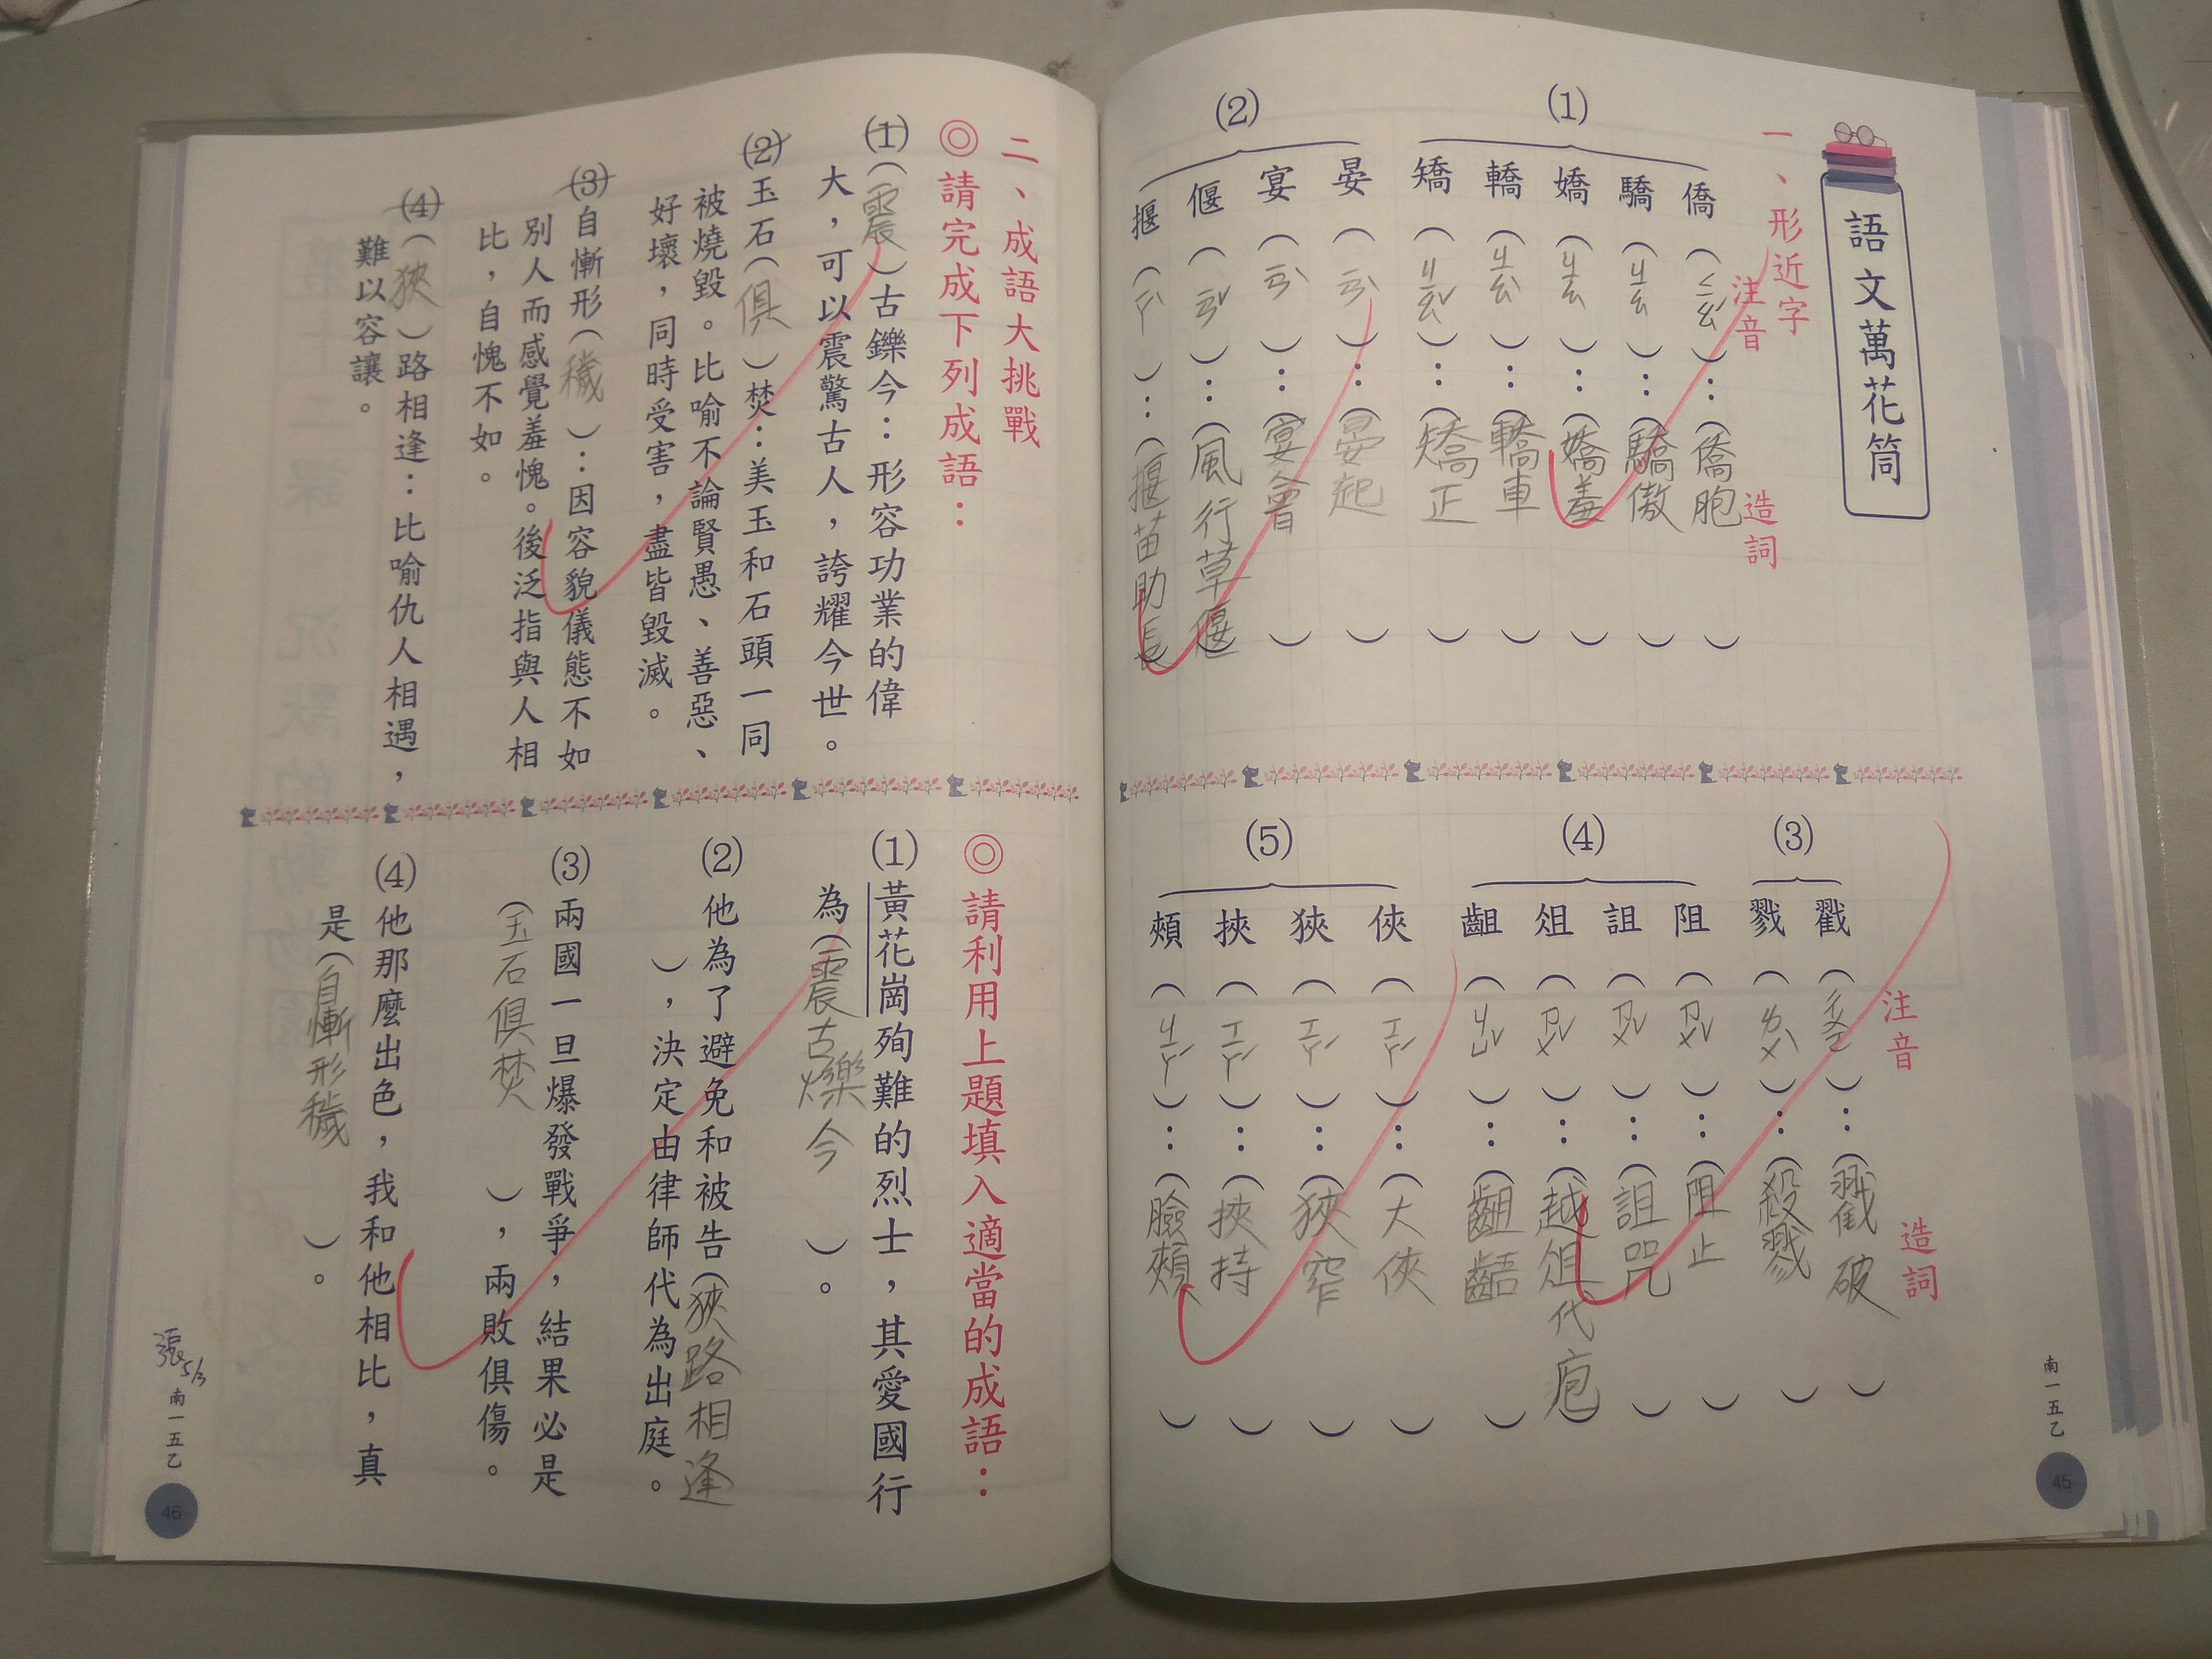 語文萬花筒
一、形近字
注音
造詞
(1)
僑（ㄑㄧㄠˊ）：（僑胞）
驕（ㄐㄧㄠ）：（驕傲）
嬌（ㄐㄧㄠ）：（嬌羞）
轎（ㄐㄧㄠˋ）：（轎車）
矯（ㄐㄧㄠˇ）：（矯正）
(2)
晏（ㄧㄢˋ）：（晏起）
宴（ㄧㄢˋ）：（宴會）
偃（ㄧㄢˇ）：（風行草偃）
揠（ㄧㄚˋ）：（揠苗助長）
注音
造詞
(3)
戳（ㄔㄨㄛ）：（戳破）
戮（ㄌㄨˋ）：（殺戮）
(4)
阻（ㄗㄨˇ）：（阻止）
詛（ㄗㄨˇ）：（詛咒）
俎（ㄗㄨˇ）：（越俎代庖）
齟（ㄐㄩˇ）：（齟齬）
(5)
俠（ㄒㄧㄚˊ）：（大俠）
狹（ㄒㄧㄚˊ）：（狹窄）
挾（ㄒㄧㄚˊ）：（挾持）
頰（ㄐㄧㄚˊ）：（臉頰）
南一五乙
45
二、成語大挑戰
◎請完成下列成語：
(1)（震）古鑠今：形容功業的偉
大，可以震驚古人，誇耀今世。
(2)玉石（俱）焚：美玉和石頭一同
被燒毀。比喻不論賢愚、善惡、
好壞，同時受害，盡皆毀滅。
(3)自慚形（穢）：因容貌儀態不如
別人而感覺羞愧。後泛指與人相
比，自愧不如。
(4)（狹）路相逢：比喻仇人相遇，
難以容讓。
◎請利用上題填入適當的成語：
(1)黃花崗殉難的烈士，其愛國行
為（震古爍今）。
(2)他為了避免和被告（狹路相逢
），決定由律師代為出庭。
(3)兩國一旦爆發戰爭，結果必是
（玉石俱焚），兩敗俱傷。
(4)他那麼出色，我和他相比，真
是（自慚形穢）。
張5/3
南一五乙
46